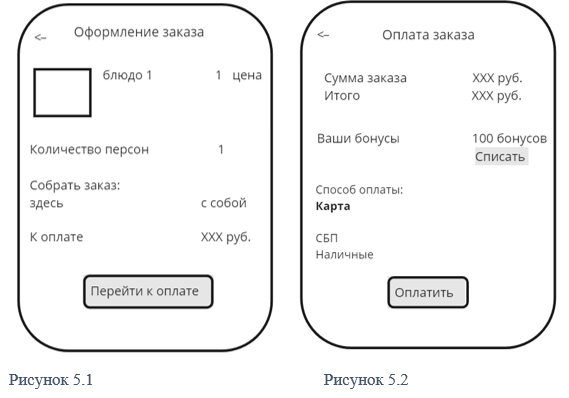 <- Оформление заказа
блюдо 1 1 цена
Количество персон 1
Собрать заказ:
здесь с собой
К оплате XXX руб.
Перейти к оплате
Рисунок 5.1
<- Оплата заказа
Сумма заказа XXX руб.
Итого XXX руб.
Ваши бонусы 100 бонусов
Списать
Способ оплаты:
Карта
СБП
Наличные
Оплатить
Рисунок 5.2